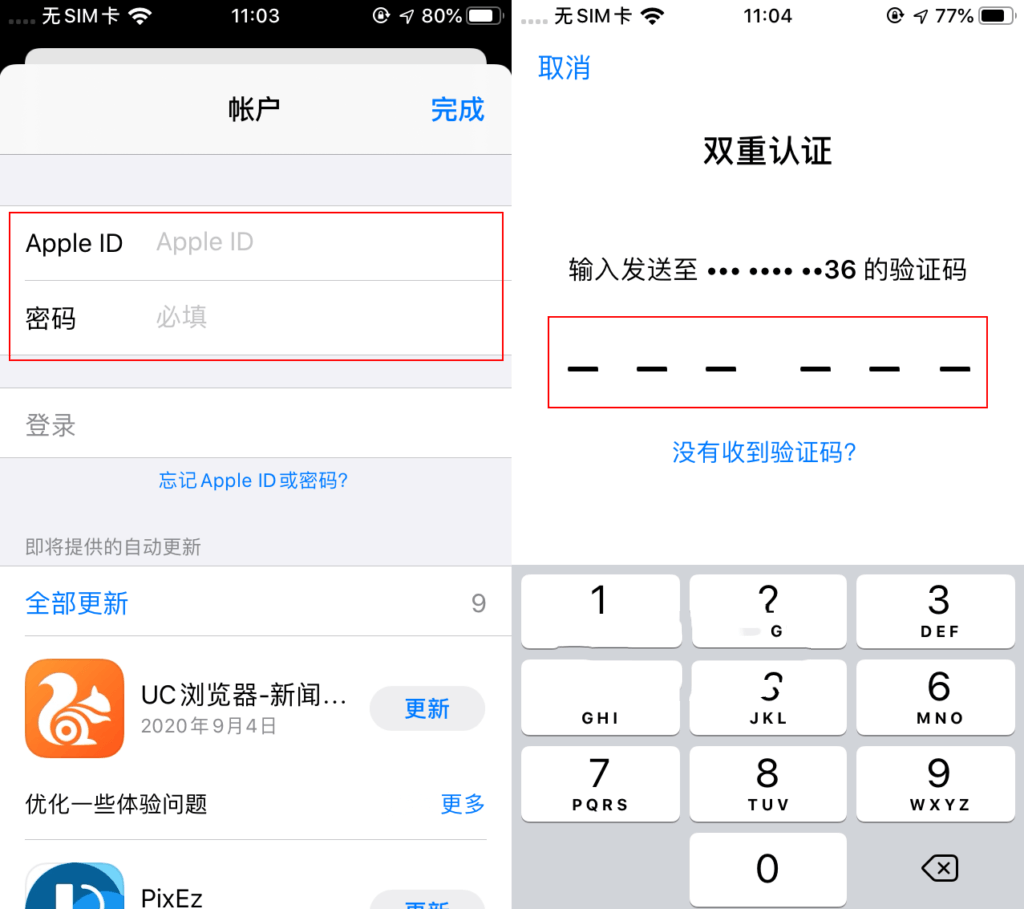 无SIM卡 11:03 80%
帐户 完成
Apple ID Apple ID
密码 必填
登录
忘记Apple ID或密码?
即将提供的自动更新
全部更新 9
UC浏览器-新闻… 更新
2020年9月4日
优化一些体验问题 更多
PixEz 更新
无SIM卡 11:04 77%
取消
双重认证
输入发送至 ••• •••• ••36 的验证码
没有收到验证码?
1 3
G DEF
6
GHI JKL MNO
7 8 9
PQRS TUV WXYZ
0